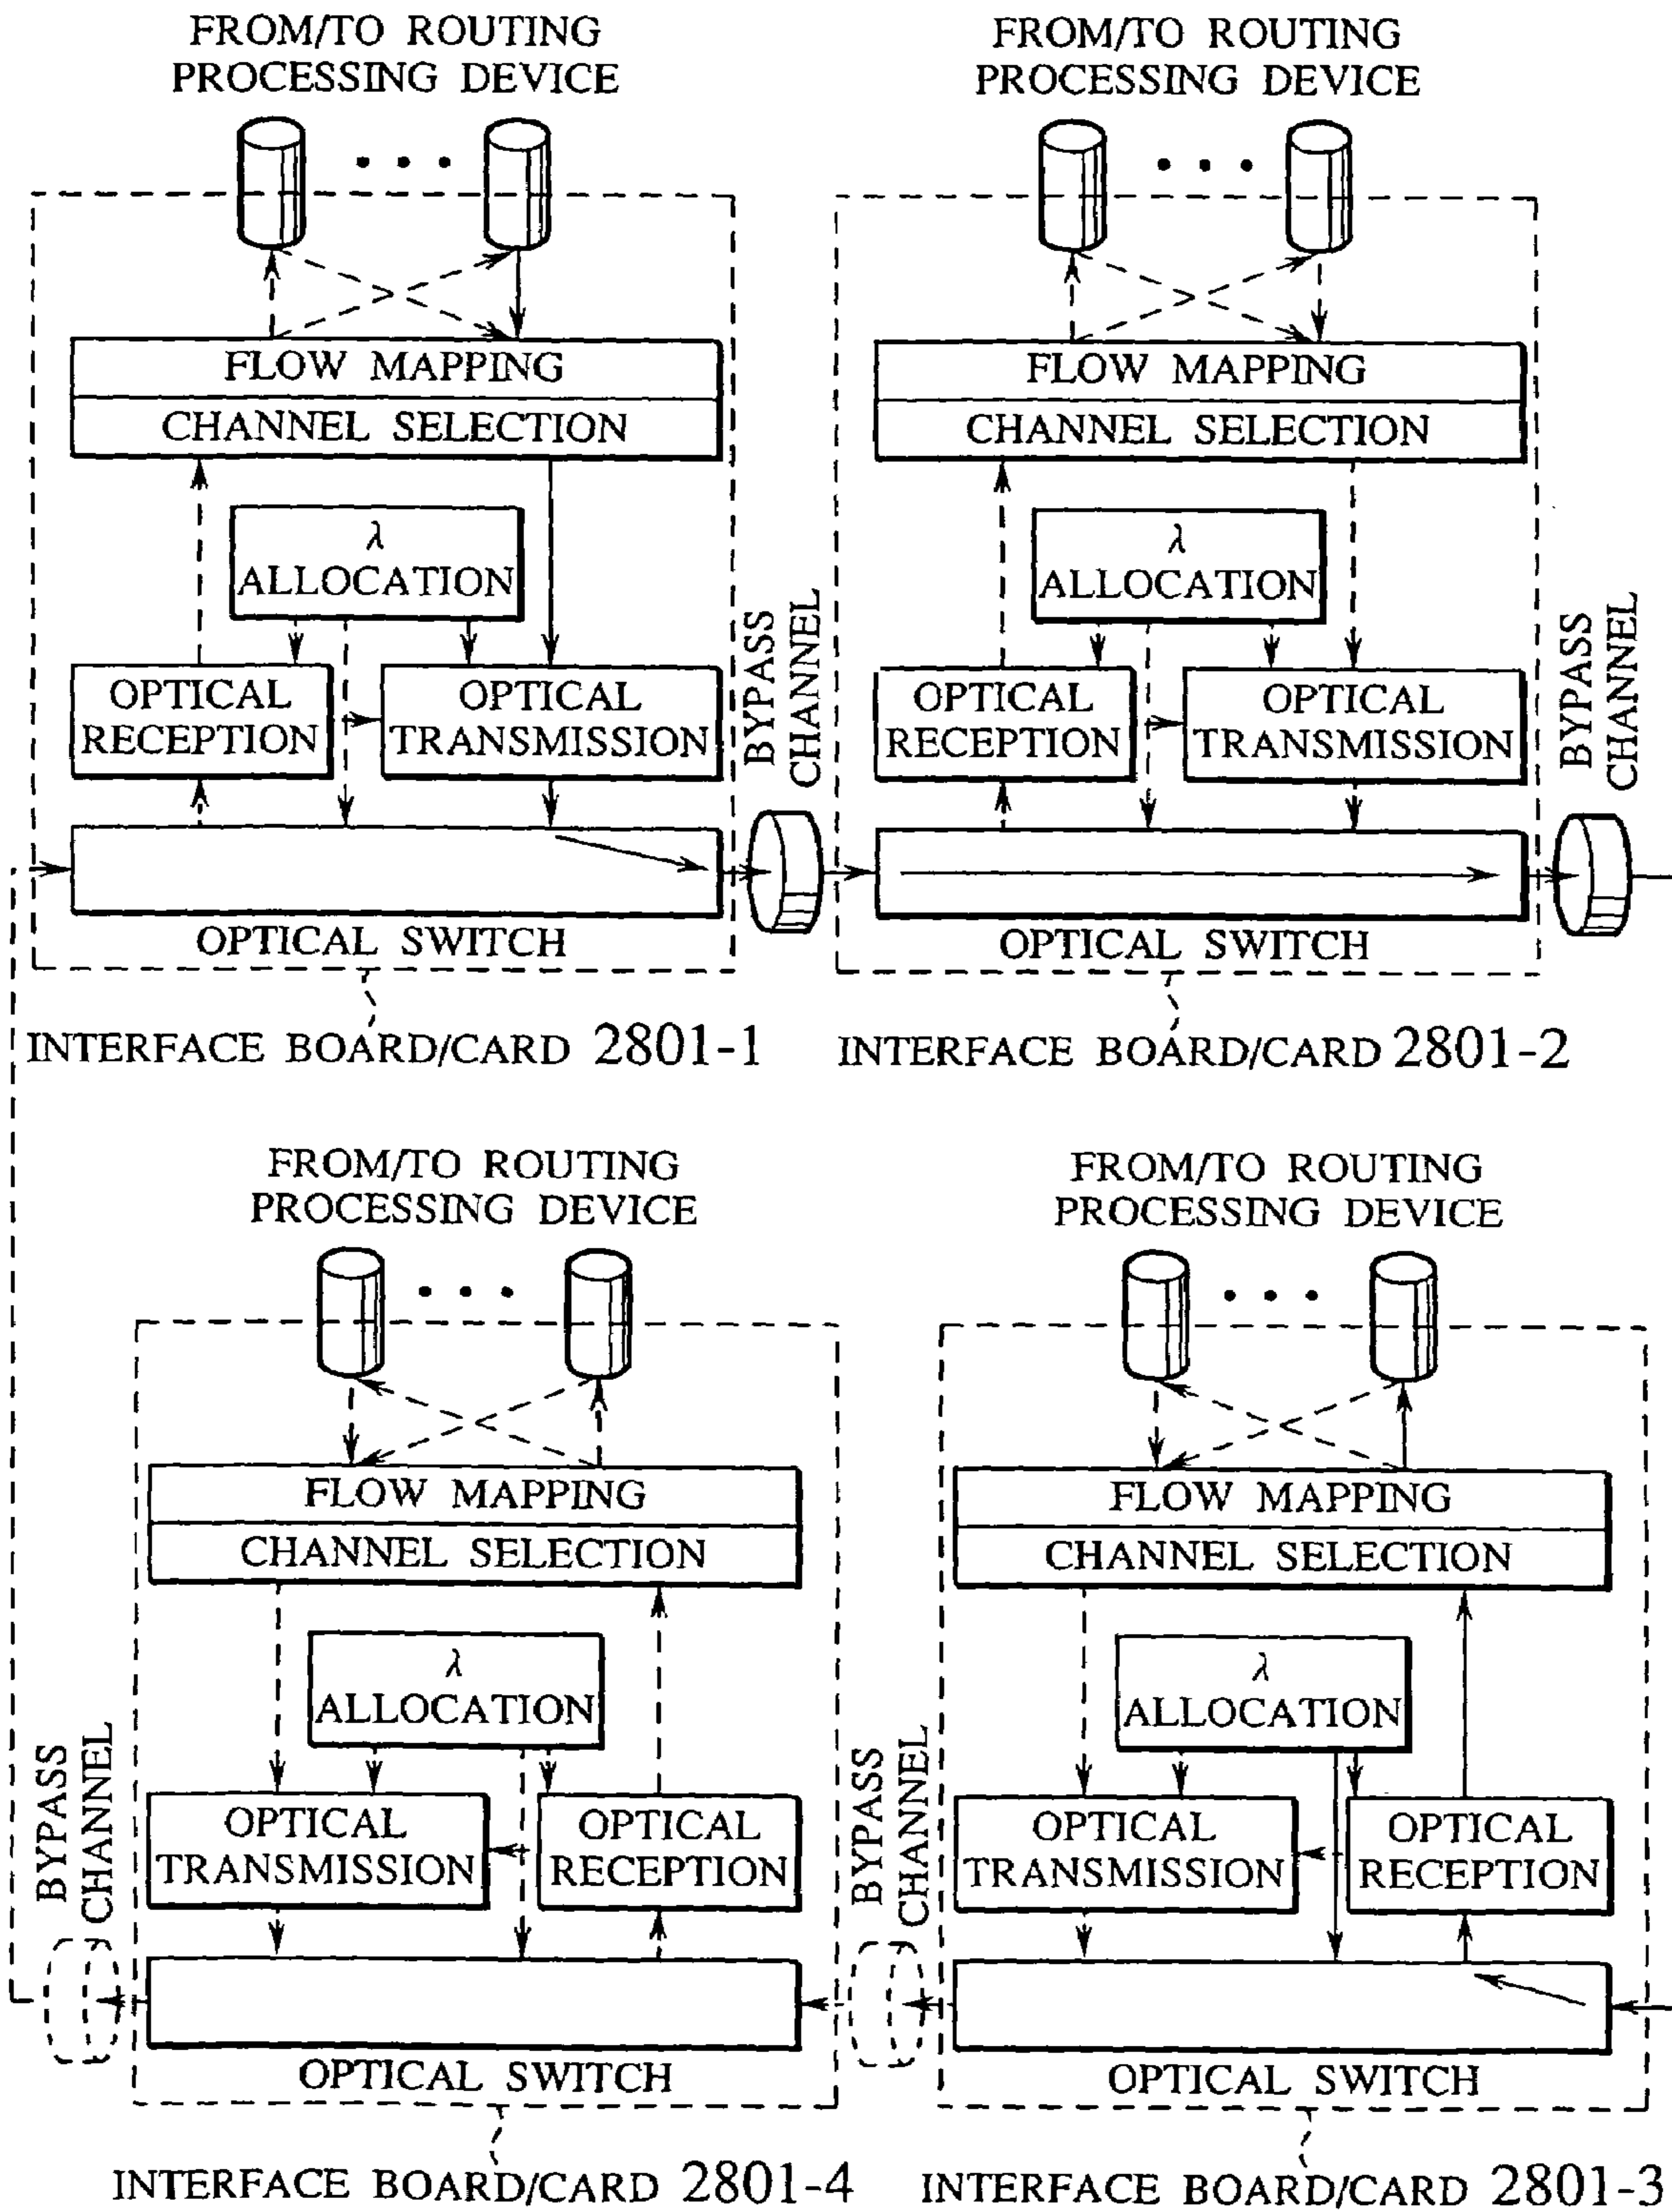 FROM/TO ROUTING
PROCESSING DEVICE
FLOW MAPPING
CHANNEL SELECTION
λ
ALLOCATION
OPTICAL
RECEPTION
OPTICAL
TRANSMISSION
OPTICAL SWITCH
BYPASS
CHANNEL
INTERFACE BOARD/CARD 2801-1
FROM/TO ROUTING
PROCESSING DEVICE
FLOW MAPPING
CHANNEL SELECTION
λ
ALLOCATION
OPTICAL
RECEPTION
OPTICAL
TRANSMISSION
OPTICAL SWITCH
BYPASS
CHANNEL
INTERFACE BOARD/CARD 2801-2
FROM/TO ROUTING
PROCESSING DEVICE
FLOW MAPPING
CHANNEL SELECTION
λ
ALLOCATION
BYPASS
CHANNEL
OPTICAL
TRANSMISSION
OPTICAL
RECEPTION
OPTICAL SWITCH
INTERFACE BOARD/CARD 2801-4
FROM/TO ROUTING
PROCESSING DEVICE
FLOW MAPPING
CHANNEL SELECTION
λ
ALLOCATION
BYPASS
CHANNEL
OPTICAL
TRANSMISSION
OPTICAL
RECEPTION
OPTICAL SWITCH
INTERFACE BOARD/CARD 2801-3